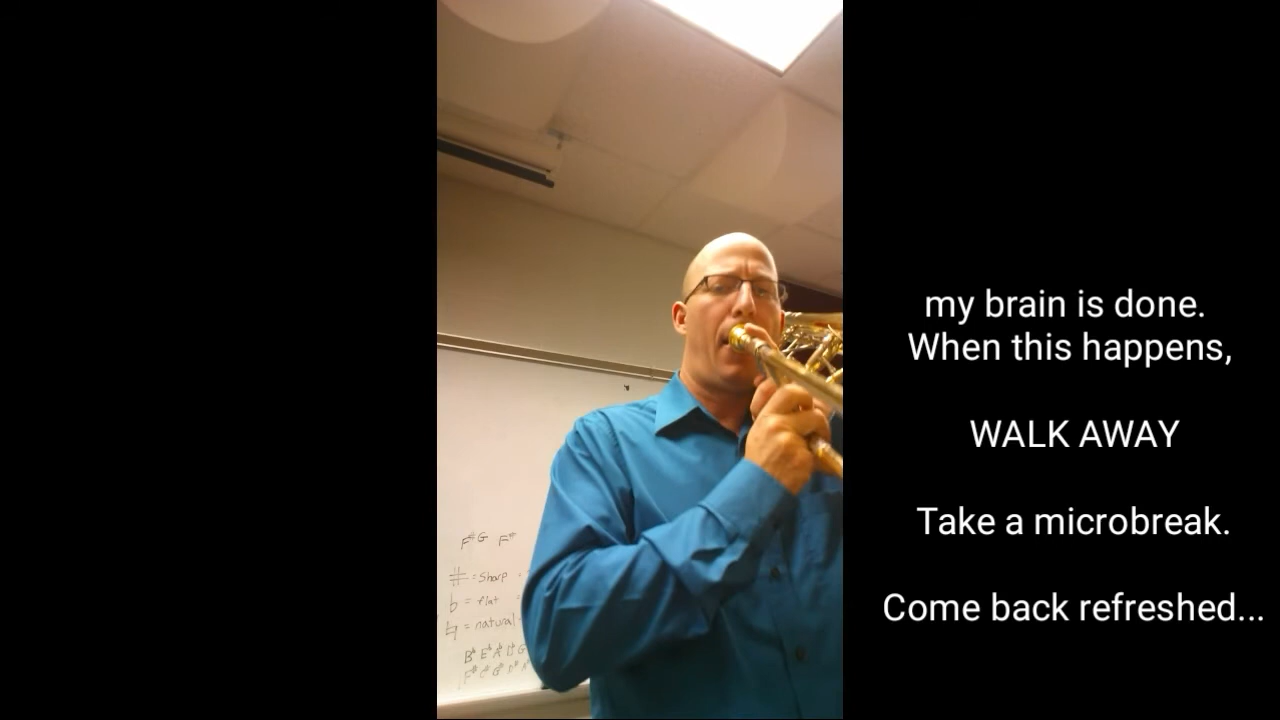 my brain is done.
When this happens,
WALK AWAY
Take a microbreak.
Come back refreshed...
F# G F#
# = Sharp
b = flat =
♮ = natural